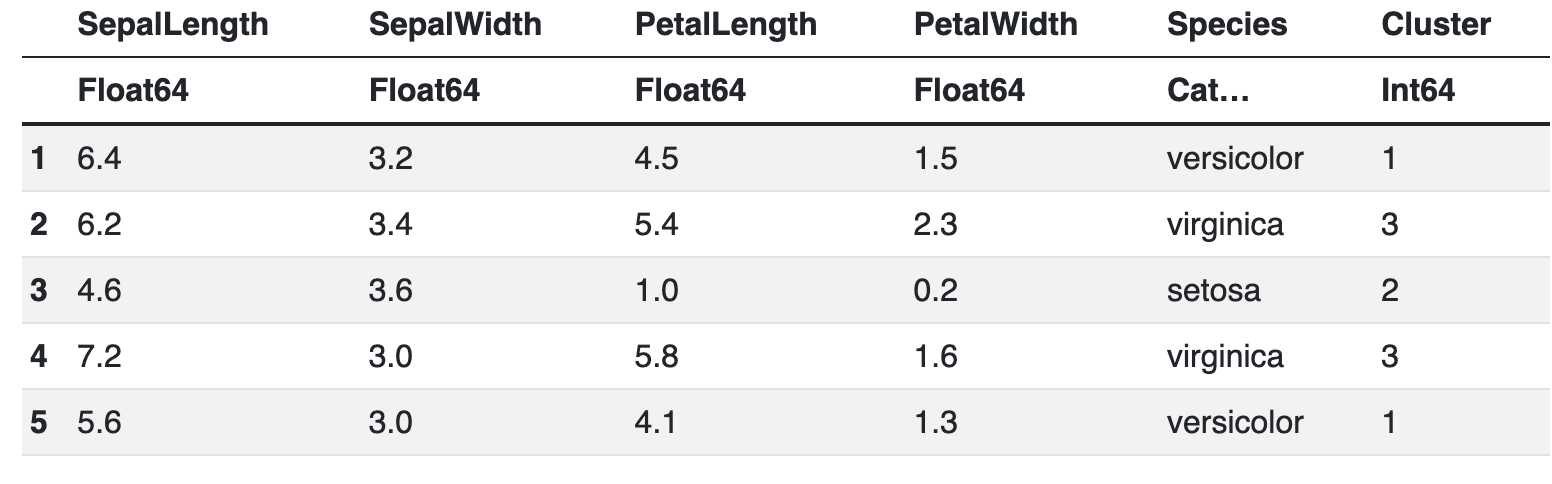 SepalLength SepalWidth PetalLength PetalWidth Species Cluster
Float64 Float64 Float64 Float64 Cat… Int64
1 6.4 3.2 4.5 1.5 versicolor 1
2 6.2 3.4 5.4 2.3 virginica 3
3 4.6 3.6 1.0 0.2 setosa 2
4 7.2 3.0 5.8 1.6 virginica 3
5 5.6 3.0 4.1 1.3 versicolor 1